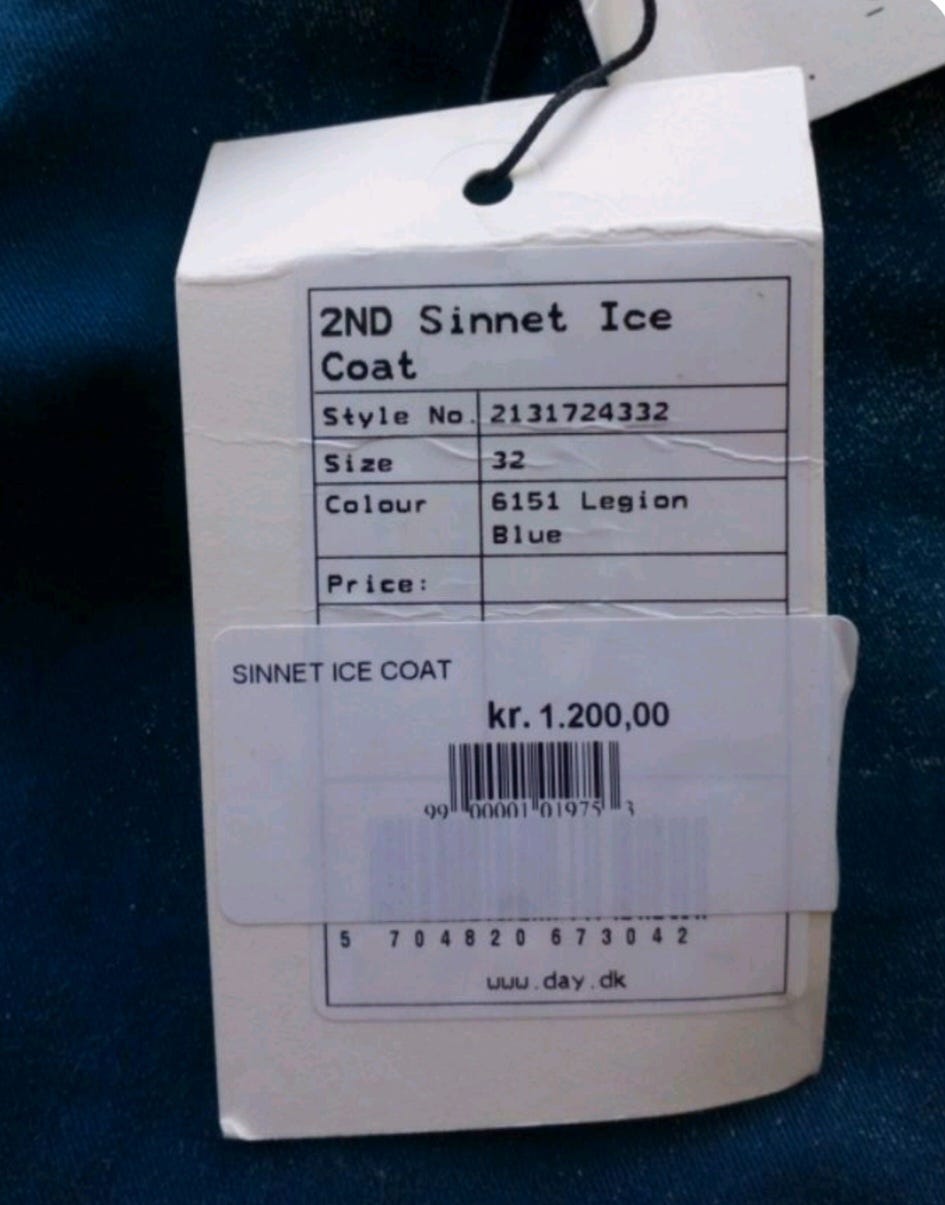 2ND Sinnet Ice
Coat
Style No. 2131724332
Size 32
Colour 6151 Legion
Blue
Price:
SINNET ICE COAT
kr. 1.200,00
99 00001 01975 3
5 704820 673042
www.day.dk